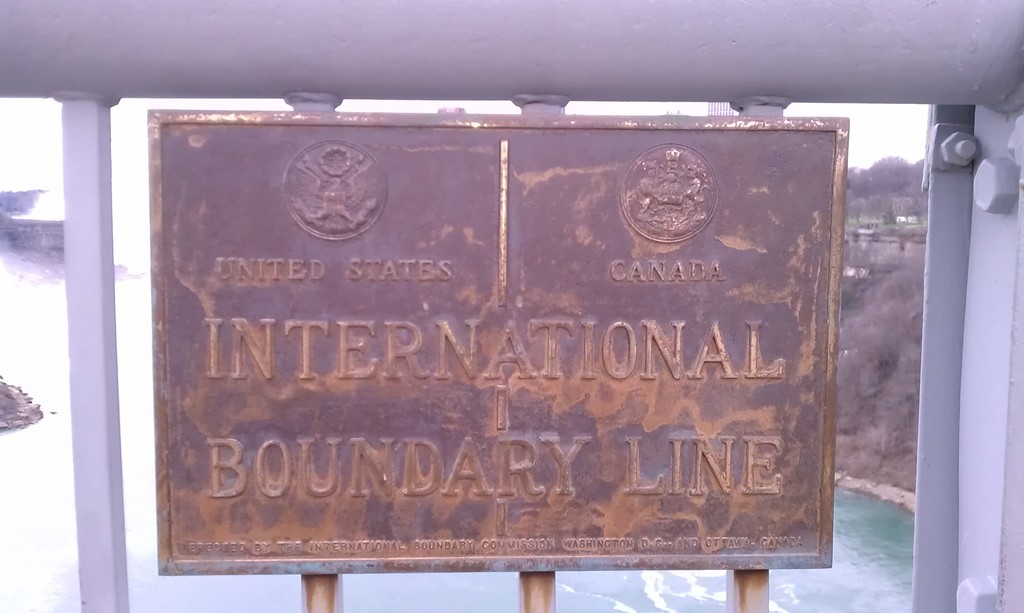 UNITED STATES CANADA
INTERNATIONAL
BOUNDARY LINE
ERECTED BY THE INTERNATIONAL BOUNDARY COMMISSION WASHINGTON D.C. AND OTTAWA CANADA